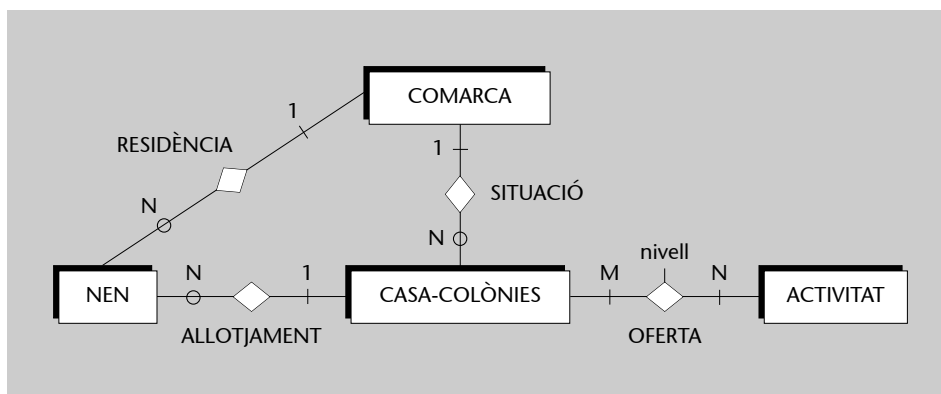 COMARCA
1
RESIDÈNCIA
1
SITUACIÓ
N
N
nivell
NEN
N
1
CASA-COLÒNIES
M
N
ACTIVITAT
ALLOTJAMENT
OFERTA